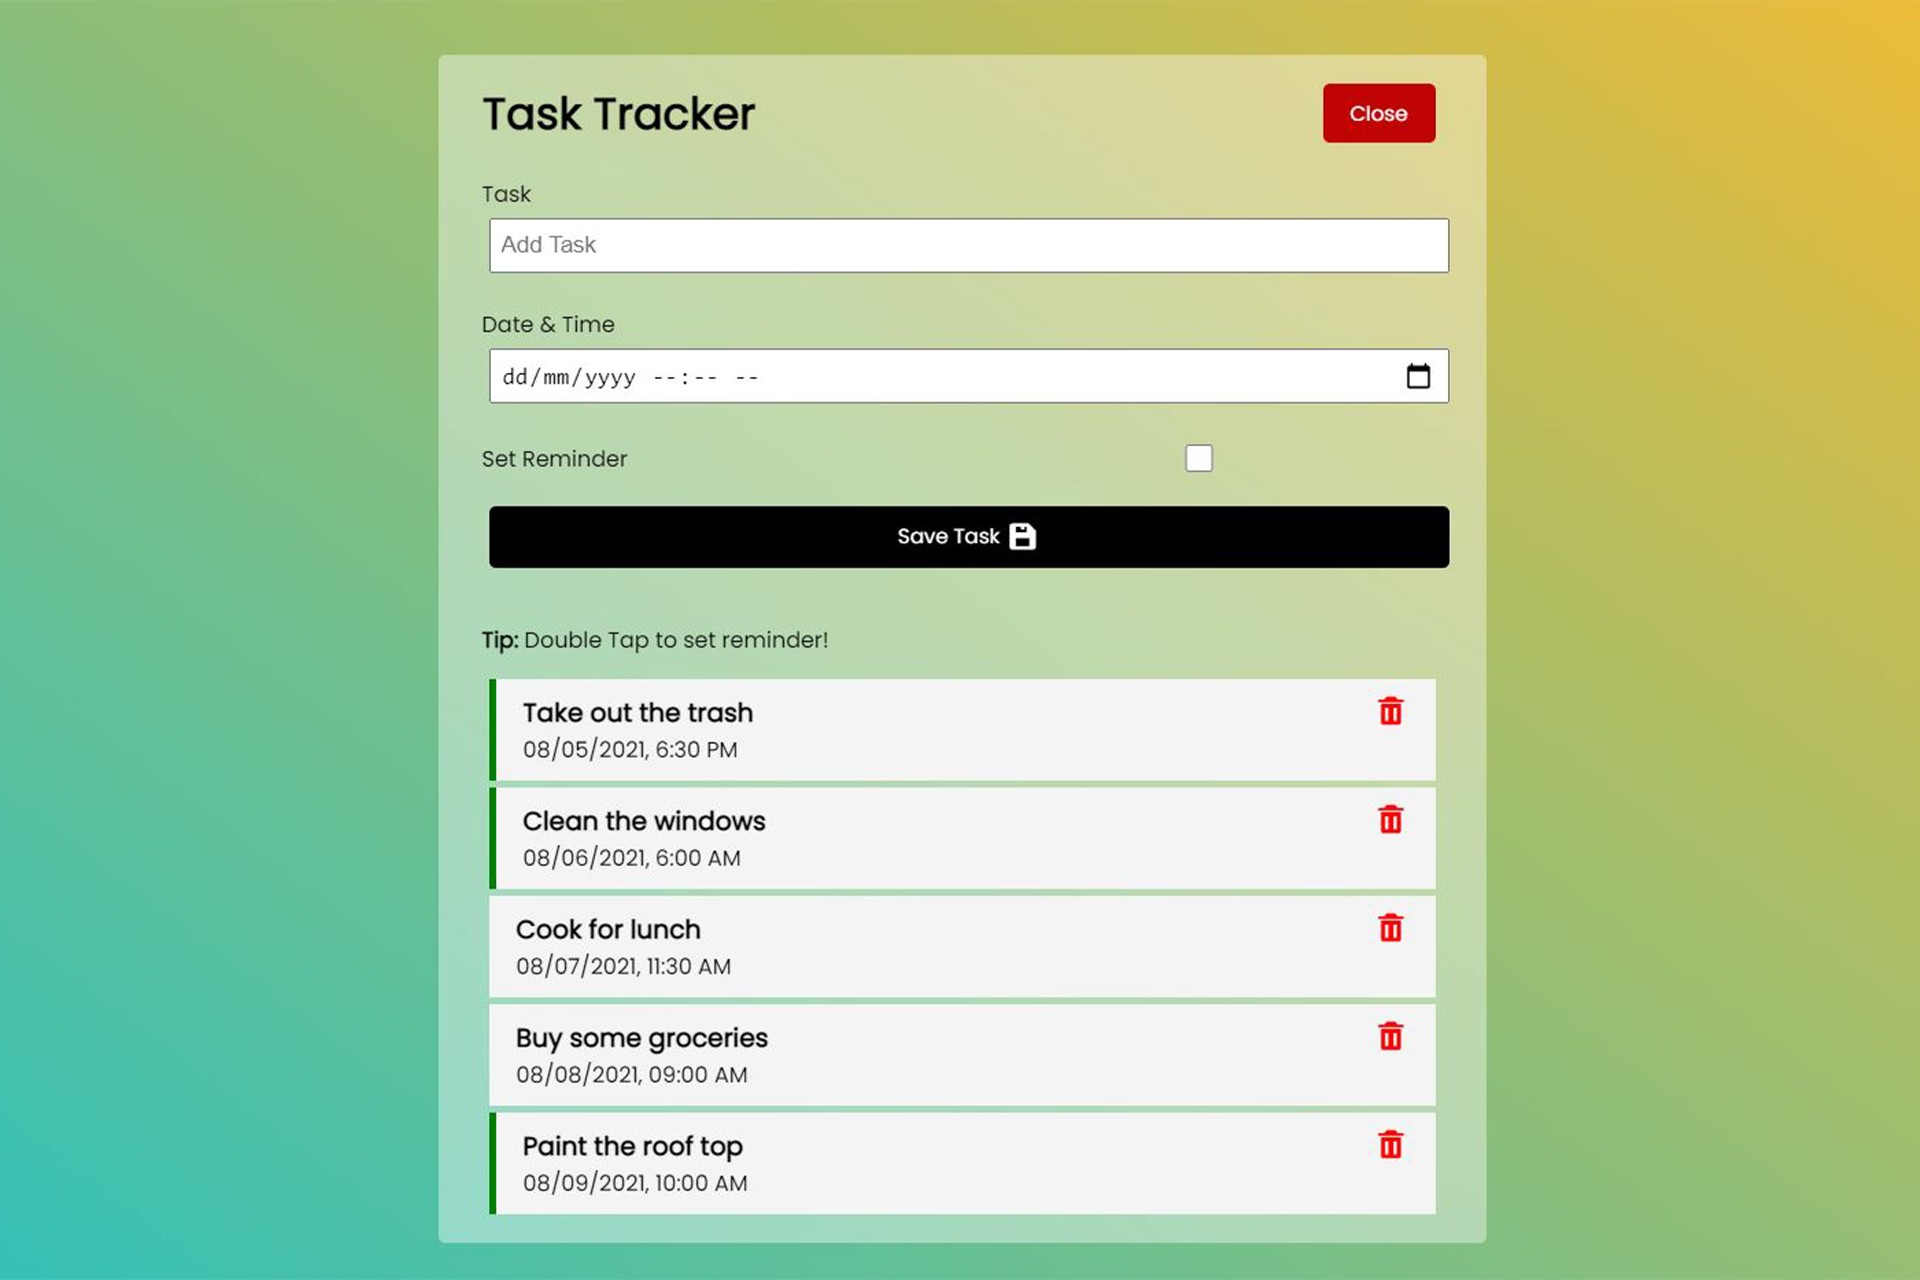 Task Tracker
Close
Task
Add Task
Date & Time
dd/mm/yyyy --:-- --
Set Reminder
Save Task
Tip: Double Tap to set reminder!
Take out the trash
08/05/2021, 6:30 PM
Clean the windows
08/06/2021, 6:00 AM
Cook for lunch
08/07/2021, 11:30 AM
Buy some groceries
08/08/2021, 09:00 AM
Paint the roof top
08/09/2021, 10:00 AM